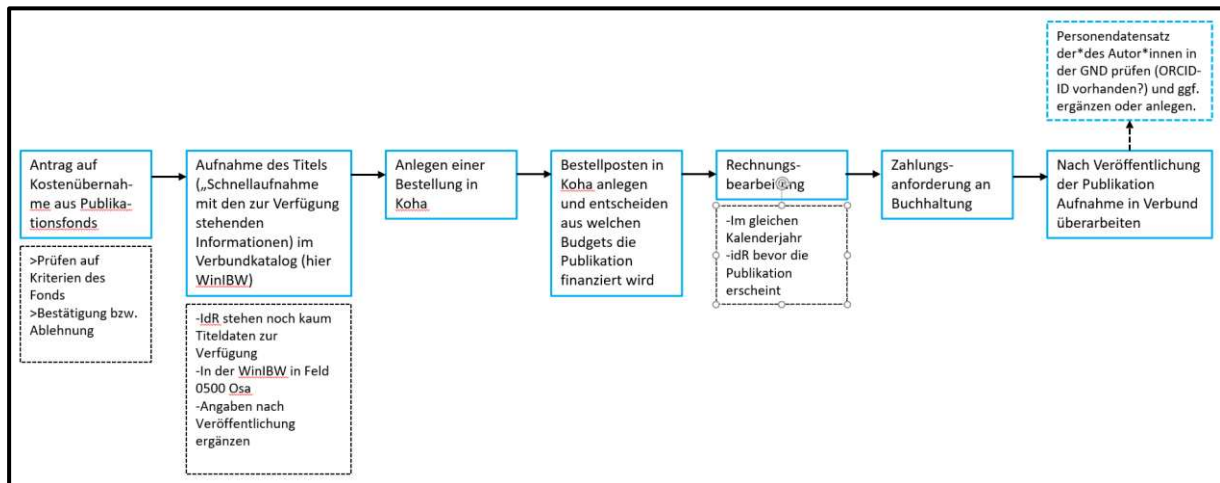 Personendatensatz
der*des Autor*innen in
der GND prüfen (ORCID-
ID vorhanden?) und ggf.
ergänzen oder anlegen.
Antrag auf
Kostenübernah-
me aus Publika-
tionsfonds
>Prüfen auf
Kriterien des
Fonds
>Bestätigung bzw.
Ablehnung
Aufnahme des Titels
(„Schnellaufnahme
mit den zur Verfügung
stehenden
Informationen) im
Verbundkatalog (hier
WinIBW)
-IdR stehen noch kaum
Titeldaten zur
Verfügung
-In der WinIBW in Feld
0500 Osa
-Angaben nach
Veröffentlichung
ergänzen
Anlegen einer
Bestellung in
Koha
Bestellposten in
Koha anlegen
und entscheiden
aus welchen
Budgets die
Publikation
finanziert wird
Rechnungs-
bearbeitung
-Im gleichen
Kalenderjahr
-idR bevor die
Publikation
erscheint
Zahlungs-
anforderung an
Buchhaltung
Nach Veröffentlichung
der Publikation
Aufnahme in Verbund
überarbeiten